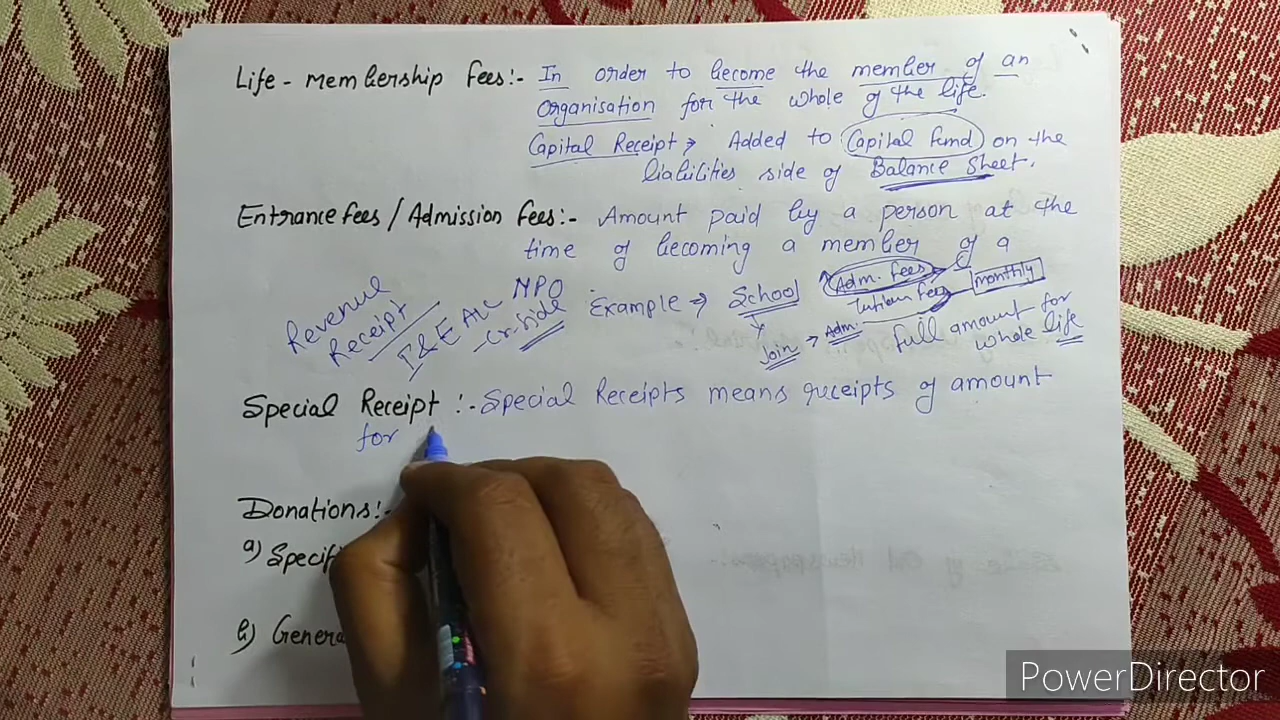 Life - membership fees:- In order to become the member of an
Organisation for the whole of the life.
Capital Receipt → Added to Capital Fund on the
liabilities side of Balance Sheet.
Entrance fees / Admission fees:- Amount paid by a person at the
time of becoming a member of a
NPO
Revenue
Receipt
I & E A/c
Cr. side
Example → School
Adm. fees
Tution fees
monthly
Join → Adm.
full amount for
whole life
Special Receipt :- Special Receipts means receipts of amount
for
Donations:-
a) Specifi
b) Genera
PowerDirector